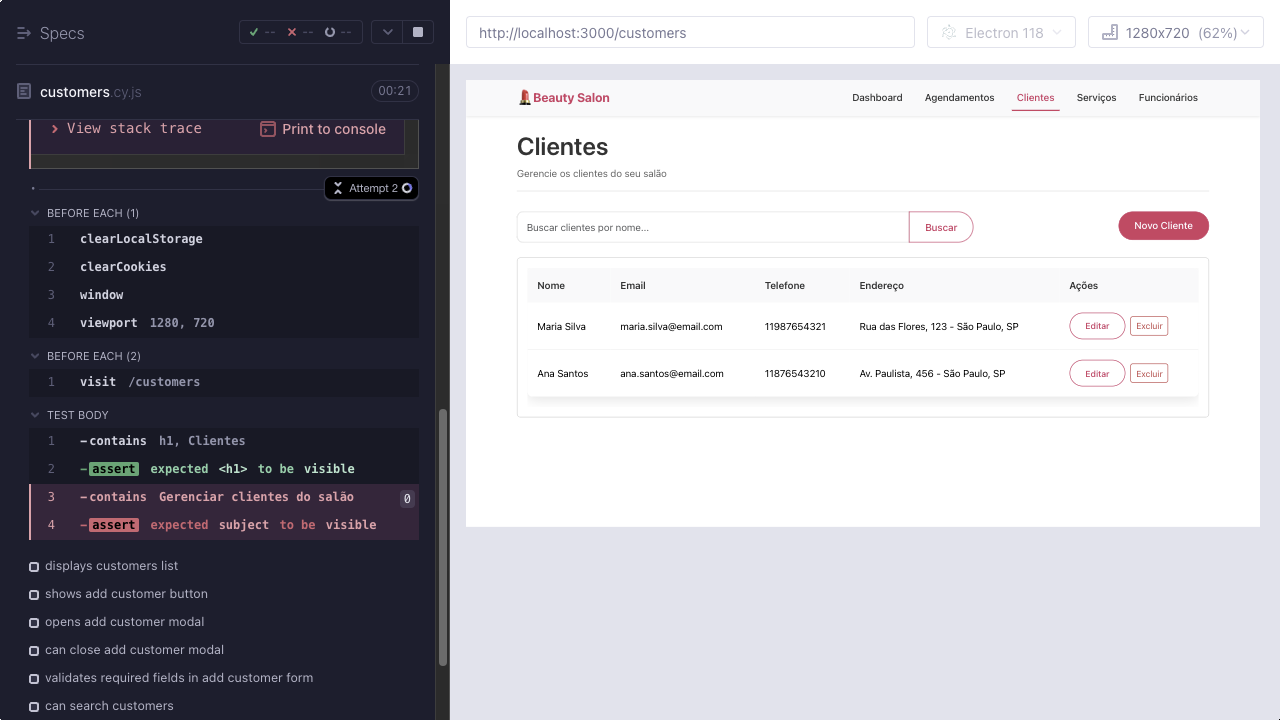 Specs
-- -- --
customers.cy.js
00:21
View stack trace
Print to console
Attempt 2
BEFORE EACH (1)
1 clearLocalStorage
2 clearCookies
3 window
4 viewport 1280, 720
BEFORE EACH (2)
1 visit /customers
TEST BODY
1 -contains h1, Clientes
2 -assert expected <h1> to be visible
3 -contains Gerenciar clientes do salão 0
4 -assert expected subject to be visible
displays customers list
shows add customer button
opens add customer modal
can close add customer modal
validates required fields in add customer form
can search customers
http://localhost:3000/customers
Electron 118
1280x720 (62%)
Beauty Salon
Dashboard Agendamentos Clientes Serviços Funcionários
Clientes
Gerencie os clientes do seu salão
Buscar clientes por nome...
Buscar
Novo Cliente
Nome Email Telefone Endereço Ações
Maria Silva maria.silva@email.com 11987654321 Rua das Flores, 123 - São Paulo, SP Editar Excluir
Ana Santos ana.santos@email.com 11876543210 Av. Paulista, 456 - São Paulo, SP Editar Excluir